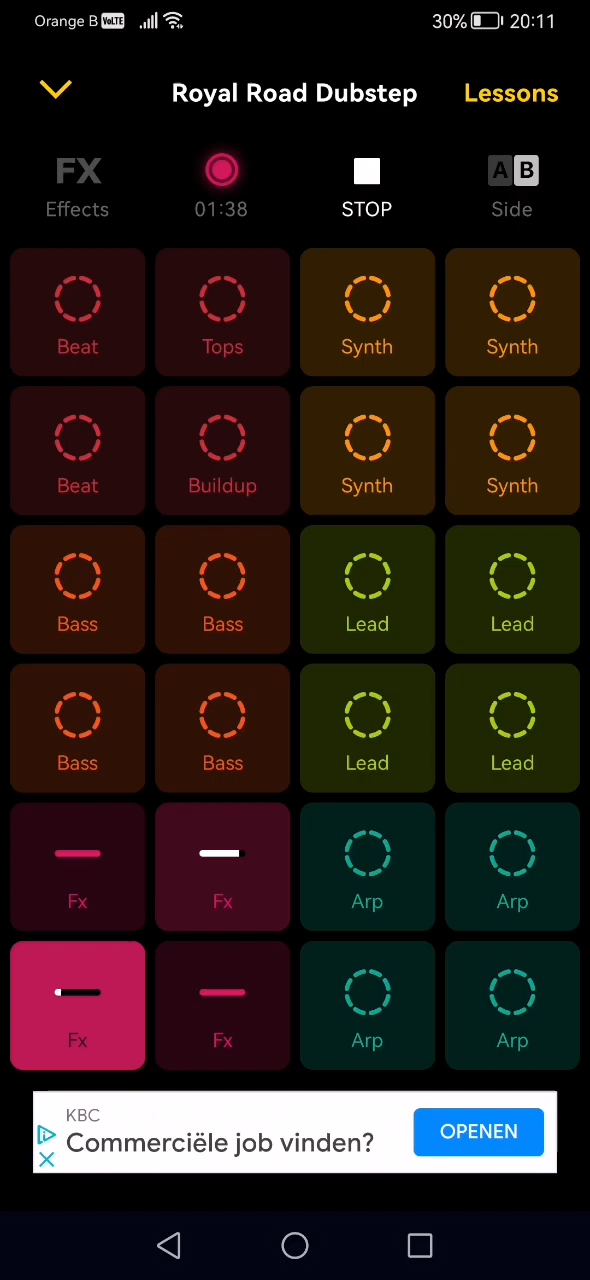 Orange B VoLTE 30% 20:11
Royal Road Dubstep Lessons
FX A B
Effects 01:38 STOP Side
Beat Tops Synth Synth
Beat Buildup Synth Synth
Bass Bass Lead Lead
Bass Bass Lead Lead
Fx Fx Arp Arp
Fx Fx Arp Arp
KBC
Commerciële job vinden? OPENEN